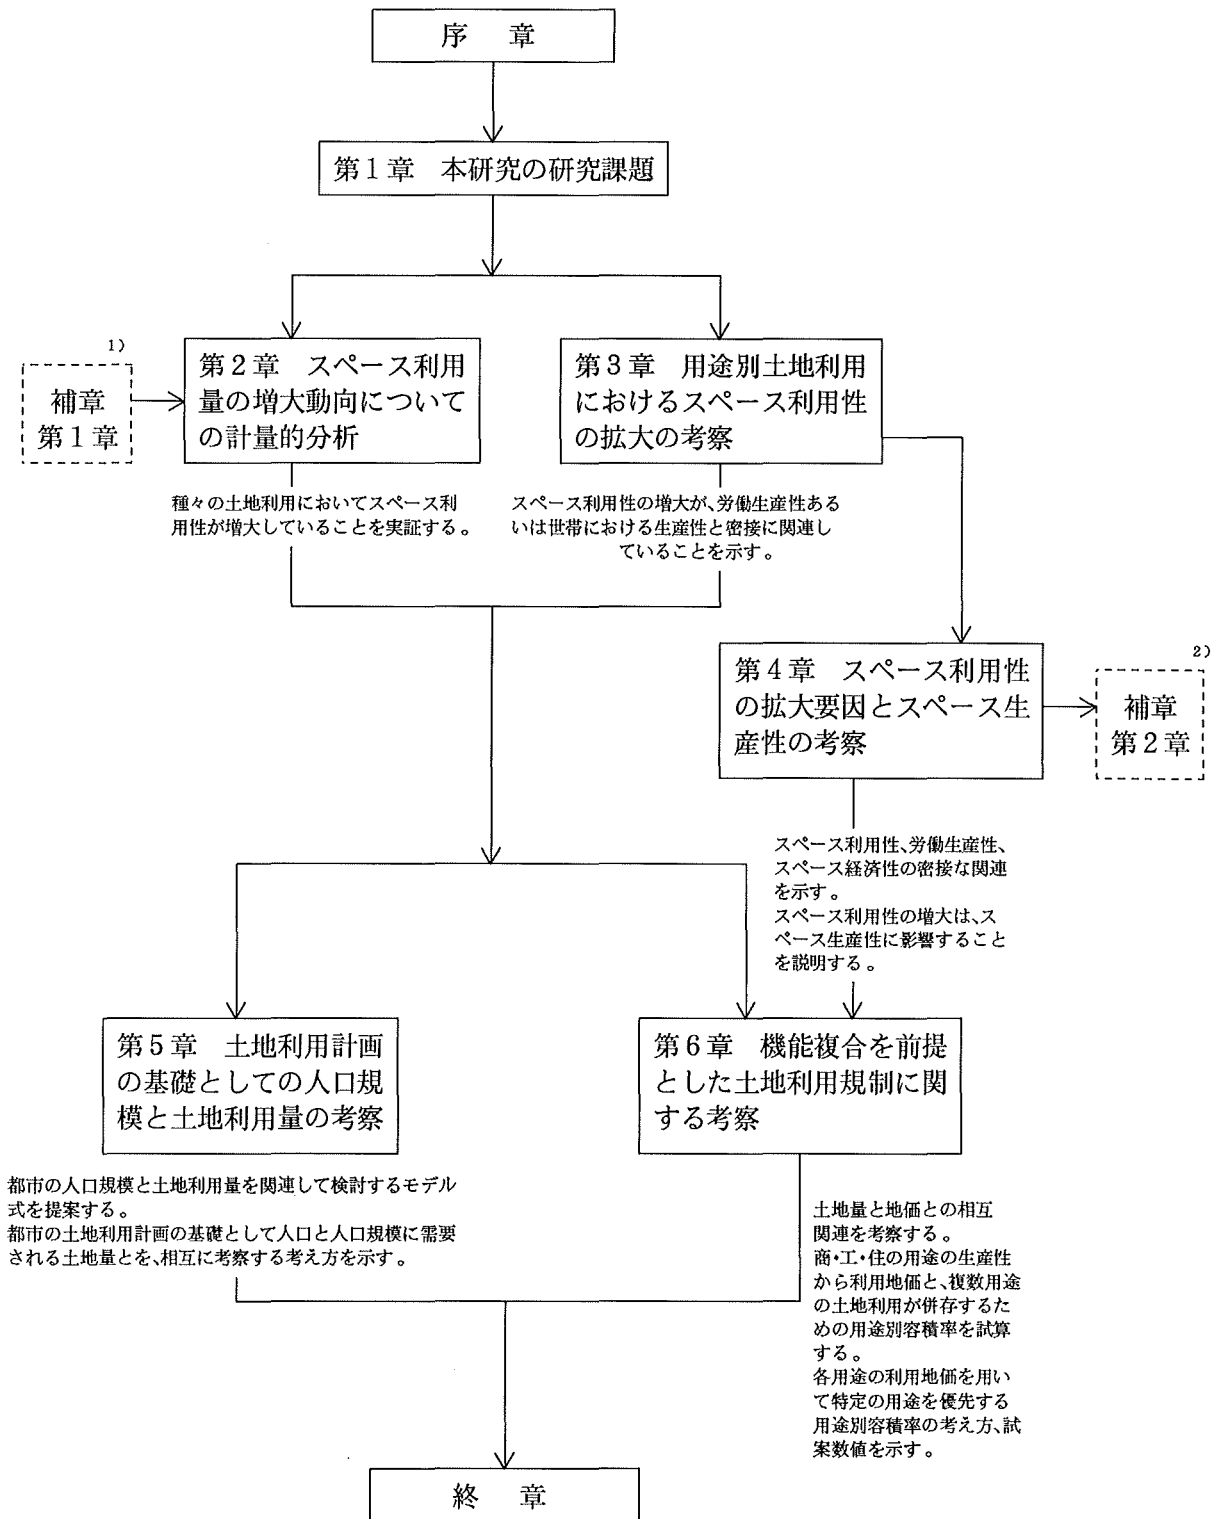 序　章
第1章　本研究の研究課題
1)
補章
第1章
第2章　スペース利用
量の増大動向について
の計量的分析
第3章　用途別土地利用
におけるスペース利用性
の拡大の考察
種々の土地利用においてスペース利
用性が増大していることを実証する。
スペース利用性の増大が、労働生産性ある
いは世帯における生産性と密接に関連し
ていることを示す。
第4章　スペース利用性
の拡大要因とスペース生
産性の考察
2)
補章
第2章
スペース利用性、労働生産性、
スペース経済性の密接な関連
を示す。
スペース利用性の増大は、ス
ペース生産性に影響すること
を説明する。
第5章　土地利用計画
の基礎としての人口規
模と土地利用量の考察
第6章　機能複合を前提
とした土地利用規制に関
する考察
都市の人口規模と土地利用量を関連して検討するモデル
式を提案する。
都市の土地利用計画の基礎として人口と人口規模に需要
される土地量とを、相互に考察する考え方を示す。
土地量と地価との相互
関連を考察する。
商・工・住の用途の生産性
から利用地価と、複数用途
の土地利用が併存するた
めの用途別容積率を試算
する。
各用途の利用地価を用い
て特定の用途を優先する
用途別容積率の考え方、試
案数値を示す。
終　章